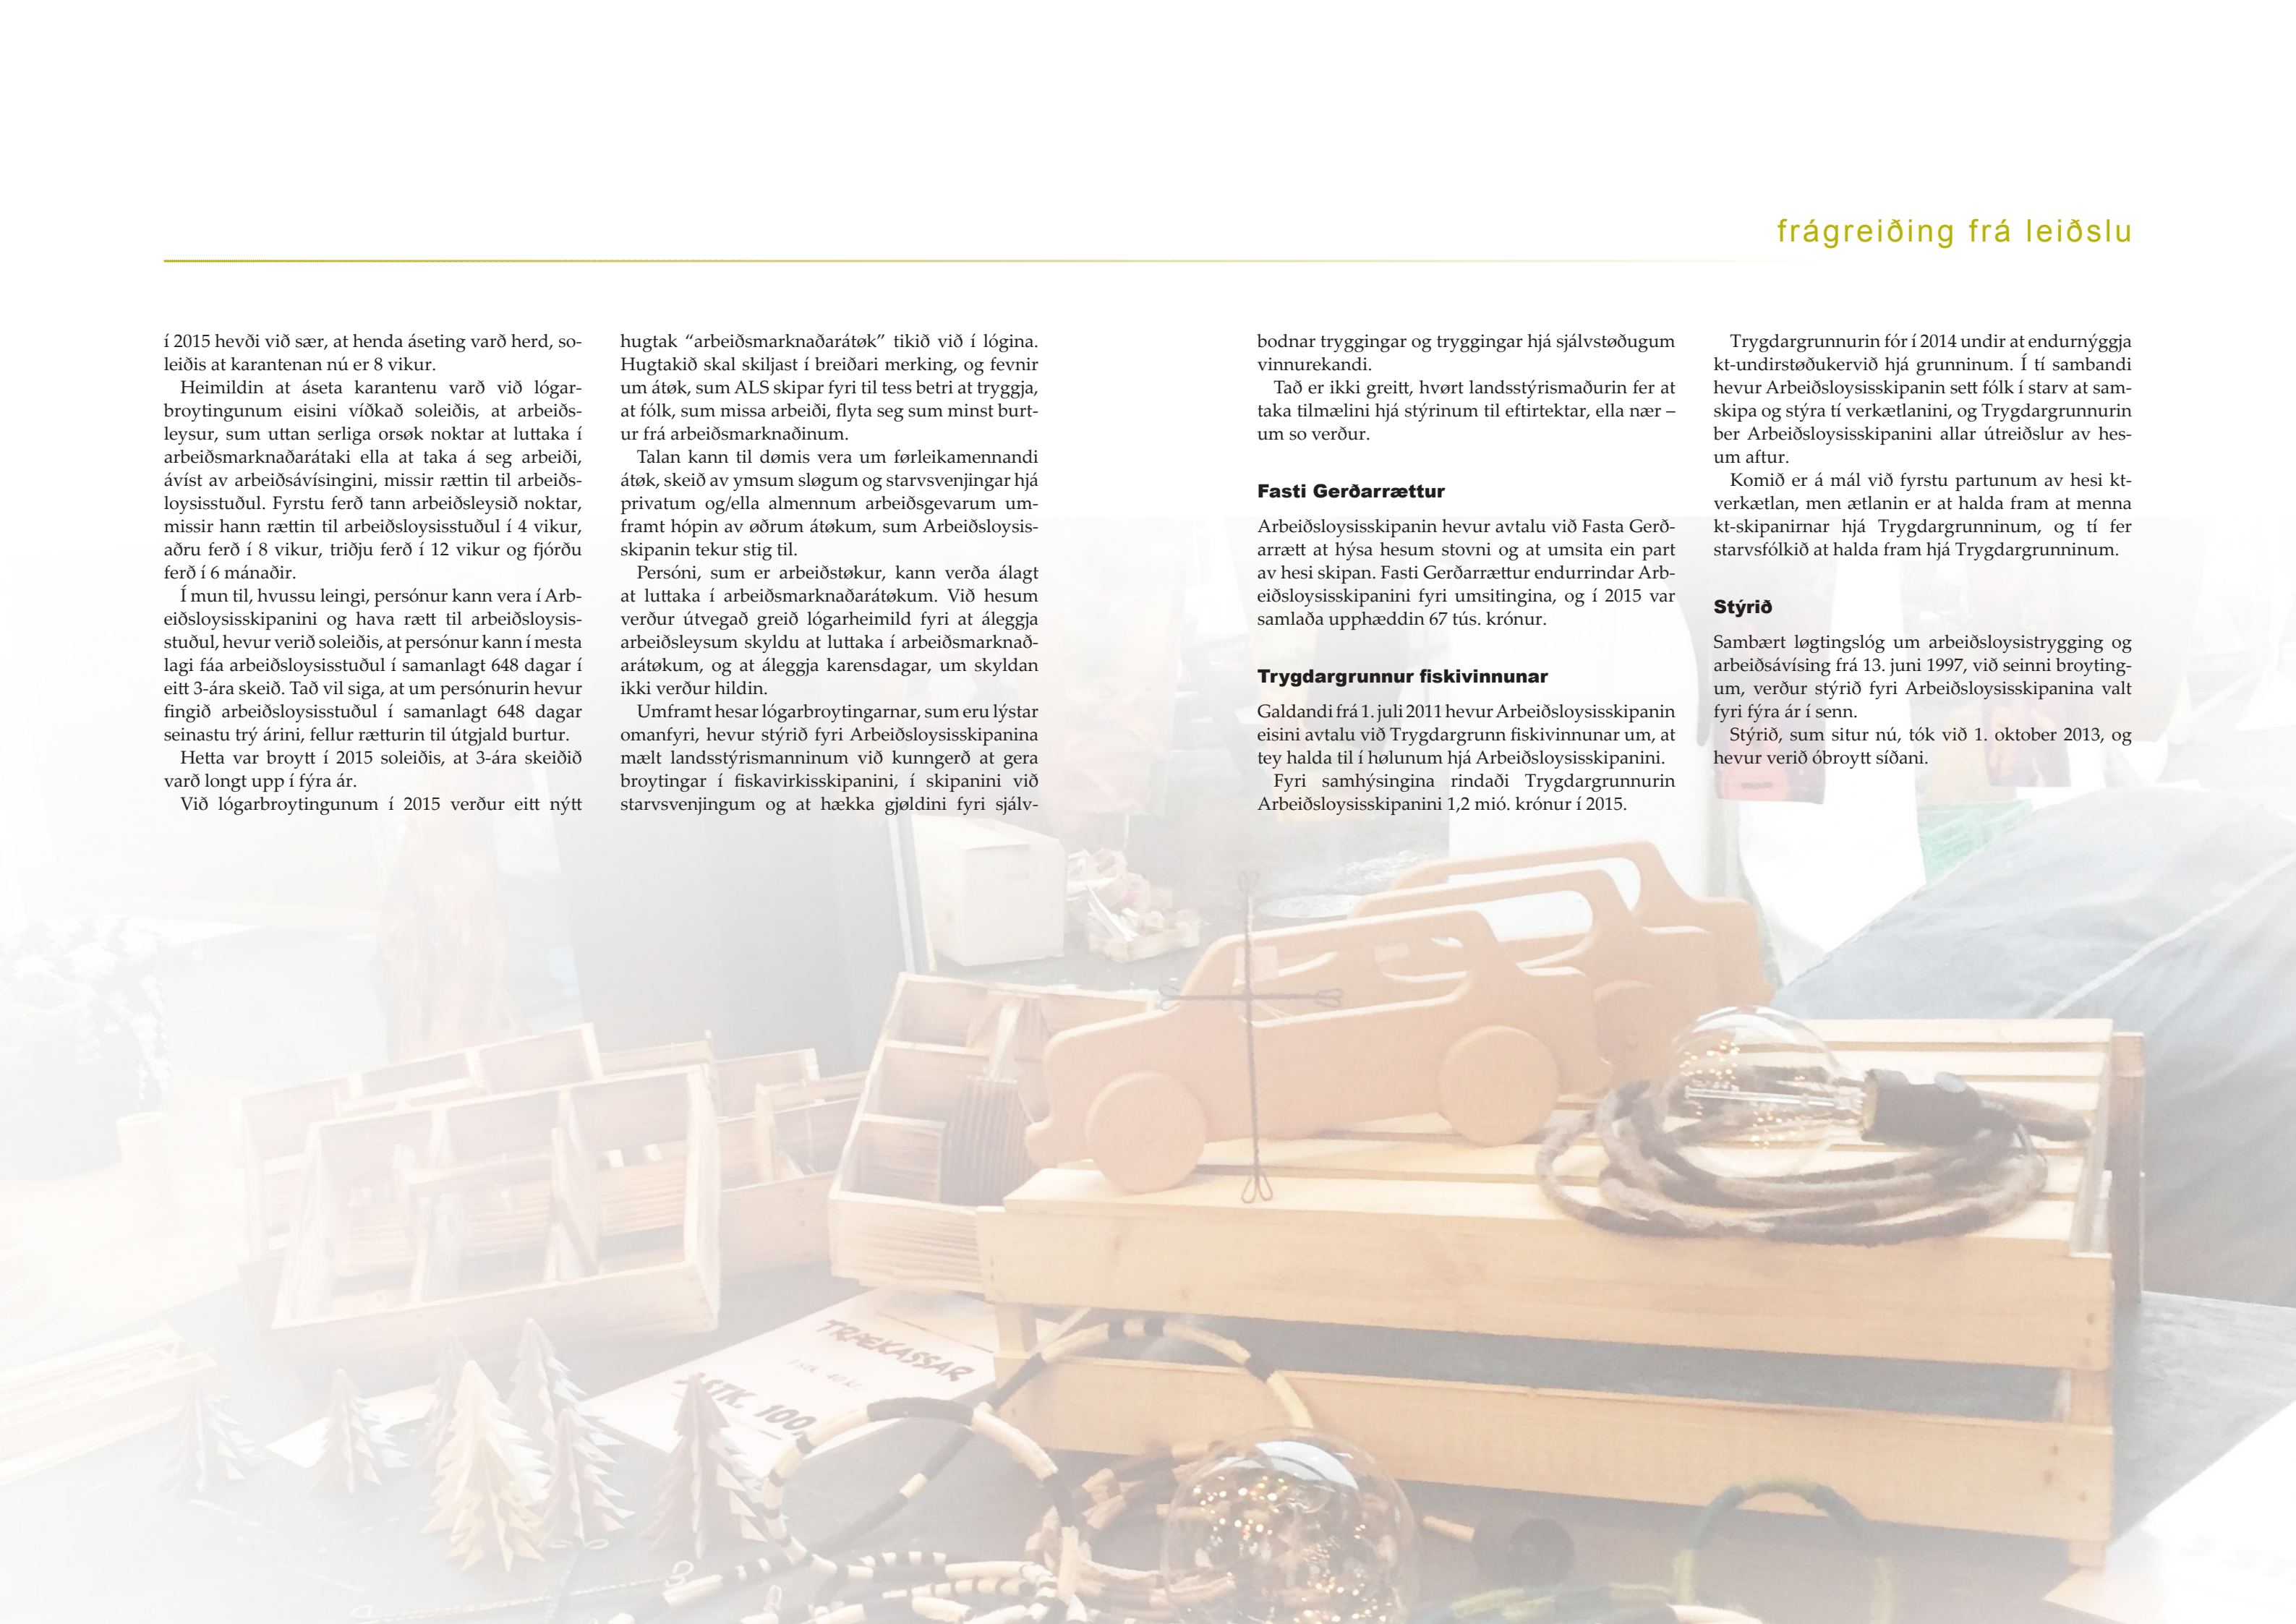 frágreiðing frá leiðslu
í 2015 hevði við sær, at henda áseting varð herd, so-
leiðis at karantenan nú er 8 vikur.
Heimildin at áseta karantenu varð við lógar-
broytingunum eisini víðkað soleiðis, at arbeiðs-
leysur, sum uttan serliga orsøk noktar at luttaka í
arbeiðsmarknaðarátaki ella at taka á seg arbeiði,
ávíst av arbeiðsávísingini, missir rættin til arbeiðs-
loysisstuðul. Fyrstu ferð tann arbeiðsleysið noktar,
missir hann rættin til arbeiðsloysisstuðul í 4 vikur,
aðru ferð í 8 vikur, triðju ferð í 12 vikur og fjórðu
ferð í 6 mánaðir.
Í mun til, hvussu leingi, persónur kann vera í Arb-
eiðsloysisskipanini og hava rætt til arbeiðsloysis-
stuðul, hevur verið soleiðis, at persónur kann í mesta
lagi fáa arbeiðsloysisstuðul í samanlagt 648 dagar í
eitt 3-ára skeið. Tað vil siga, at um persónurin hevur
fingið arbeiðsloysisstuðul í samanlagt 648 dagar
seinastu trý árini, fellur rætturin til útgjald burtur.
Hetta var broytt í 2015 soleiðis, at 3-ára skeiðið
varð longt upp í fýra ár.
Við lógarbroytingunum í 2015 verður eitt nýtt
hugtak “arbeiðsmarknaðarátøk” tikið við í lógina.
Hugtakið skal skiljast í breiðari merking, og fevnir
um átøk, sum ALS skipar fyri til tess betri at tryggja,
at fólk, sum missa arbeiði, flyta seg sum minst burt-
ur frá arbeiðsmarknaðinum.
Talan kann til dømis vera um førleikamennandi
átøk, skeið av ymsum sløgum og starvsvenjingar hjá
privatum og/ella almennum arbeiðsgevarum um-
framt hópin av øðrum átøkum, sum Arbeiðsloysis-
skipanin tekur stig til.
Persóni, sum er arbeiðstøkur, kann verða álagt
at luttaka í arbeiðsmarknaðarátøkum. Við hesum
verður útvegað greið lógarheimild fyri at áleggja
arbeiðsleysum skyldu at luttaka í arbeiðsmarknað-
arátøkum, og at áleggja karensdagar, um skyldan
ikki verður hildin.
Umframt hesar lógarbroytingarnar, sum eru lýstar
omanfyri, hevur stýrið fyri Arbeiðsloysisskipanina
mælt landsstýrismanninum við kunngerð at gera
broytingar í fiskavirkisskipanini, í skipanini við
starvsvenjingum og at hækka gjøldini fyri sjálv-
bodnar tryggingar og tryggingar hjá sjálvstøðugum
vinnurekandi.
Tað er ikki greitt, hvørt landsstýrismaðurin fer at
taka tilmælini hjá stýrinum til eftirtektar, ella nær –
um so verður.
Fasti Gerðarrættur
Arbeiðsloysisskipanin hevur avtalu við Fasta Gerð-
arrætt at hýsa hesum stovni og at umsita ein part
av hesi skipan. Fasti Gerðarrættur endurrindar Arb-
eiðsloysisskipanini fyri umsitingina, og í 2015 var
samlaða upphæddin 67 tús. krónur.
Trygdargrunnur fiskivinnunar
Galdandi frá 1. juli 2011 hevur Arbeiðsloysisskipanin
eisini avtalu við Trygdargrunn fiskivinnunar um, at
tey halda til í hølunum hjá Arbeiðsloysisskipanini.
Fyri samhýsingina rindaði Trygdargrunnurin
Arbeiðsloysisskipanini 1,2 mió. krónur í 2015.
Trygdargrunnurin fór í 2014 undir at endurnýggja
kt-undirstøðukervið hjá grunninum. Í tí sambandi
hevur Arbeiðsloysisskipanin sett fólk í starv at sam-
skipa og stýra tí verkætlanini, og Trygdargrunnurin
ber Arbeiðsloysisskipanini allar útreiðslur av hes-
um aftur.
Komið er á mál við fyrstu partunum av hesi kt-
verkætlan, men ætlanin er at halda fram at menna
kt-skipanirnar hjá Trygdargrunninum, og tí fer
starvsfólkið at halda fram hjá Trygdargrunninum.
Stýrið
Sambært løgtingslóg um arbeiðsloysistrygging og
arbeiðsávísing frá 13. juni 1997, við seinni broyting-
um, verður stýrið fyri Arbeiðsloysisskipanina valt
fyri fýra ár í senn.
Stýrið, sum situr nú, tók við 1. oktober 2013, og
hevur verið óbroytt síðani.
TRÆKASSAR
1 STK. 40 kr.
3 STK. 100